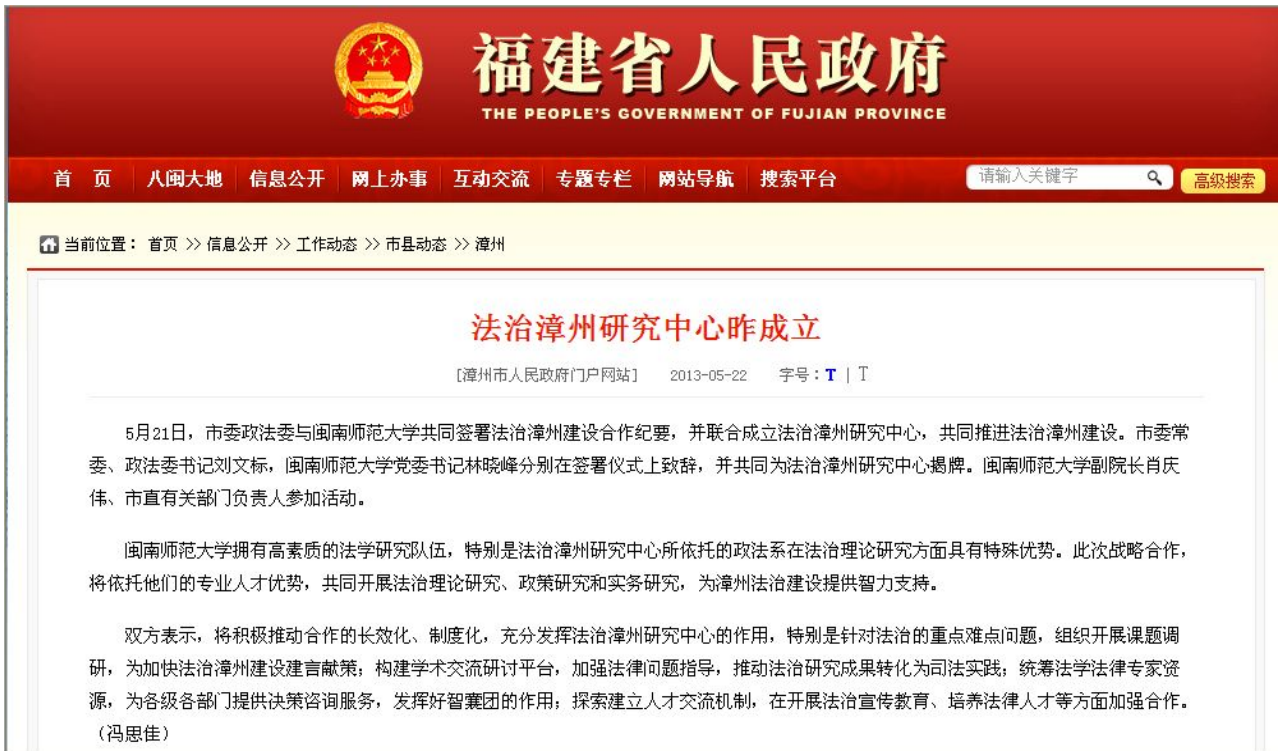 福建省人民政府
THE PEOPLE'S GOVERNMENT OF FUJIAN PROVINCE
首 页 八闽大地 信息公开 网上办事 互动交流 专题专栏 网站导航 搜索平台 请输入关键字 高级搜索
当前位置： 首页 >> 信息公开 >> 工作动态 >> 市县动态 >> 漳州
法治漳州研究中心昨成立
[漳州市人民政府门户网站] 2013-05-22 字号：T | T
5月21日，市委政法委与闽南师范大学共同签署法治漳州建设合作纪要，并联合成立法治漳州研究中心，共同推进法治漳州建设。市委常
委、政法委书记刘文标，闽南师范大学党委书记林晓峰分别在签署仪式上致辞，并共同为法治漳州研究中心揭牌。闽南师范大学副院长肖庆
伟、市直有关部门负责人参加活动。
闽南师范大学拥有高素质的法学研究队伍，特别是法治漳州研究中心所依托的政法系在法治理论研究方面具有特殊优势。此次战略合作，
将依托他们的专业人才优势，共同开展法治理论研究、政策研究和实务研究，为漳州法治建设提供智力支持。
双方表示，将积极推动合作的长效化、制度化，充分发挥法治漳州研究中心的作用，特别是针对法治的重点难点问题，组织开展课题调
研，为加快法治漳州建设建言献策；构建学术交流研讨平台，加强法律问题指导，推动法治研究成果转化为司法实践；统筹法学法律专家资
源，为各级各部门提供决策咨询服务，发挥好智囊团的作用；探索建立人才交流机制，在开展法治宣传教育、培养法律人才等方面加强合作。
（冯思佳）